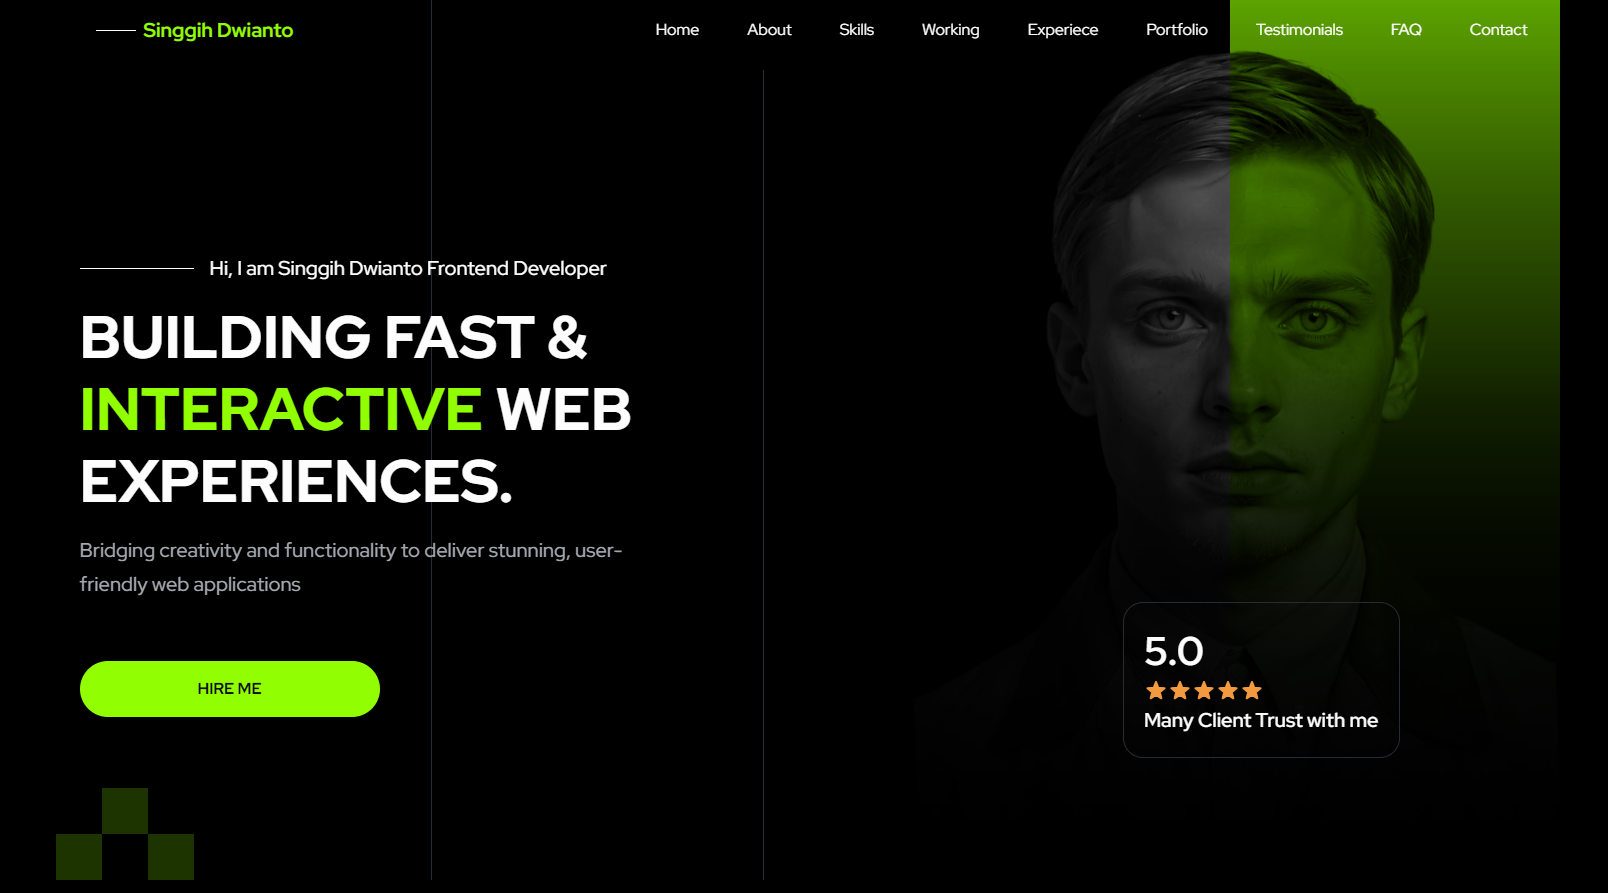 Singgih Dwianto
Home About Skills Working Experiece Portfolio Testimonials FAQ Contact
Hi, I am Singgih Dwianto Frontend Developer
BUILDING FAST &
INTERACTIVE WEB
EXPERIENCES.
Bridging creativity and functionality to deliver stunning, user-
friendly web applications
HIRE ME
5.0
Many Client Trust with me